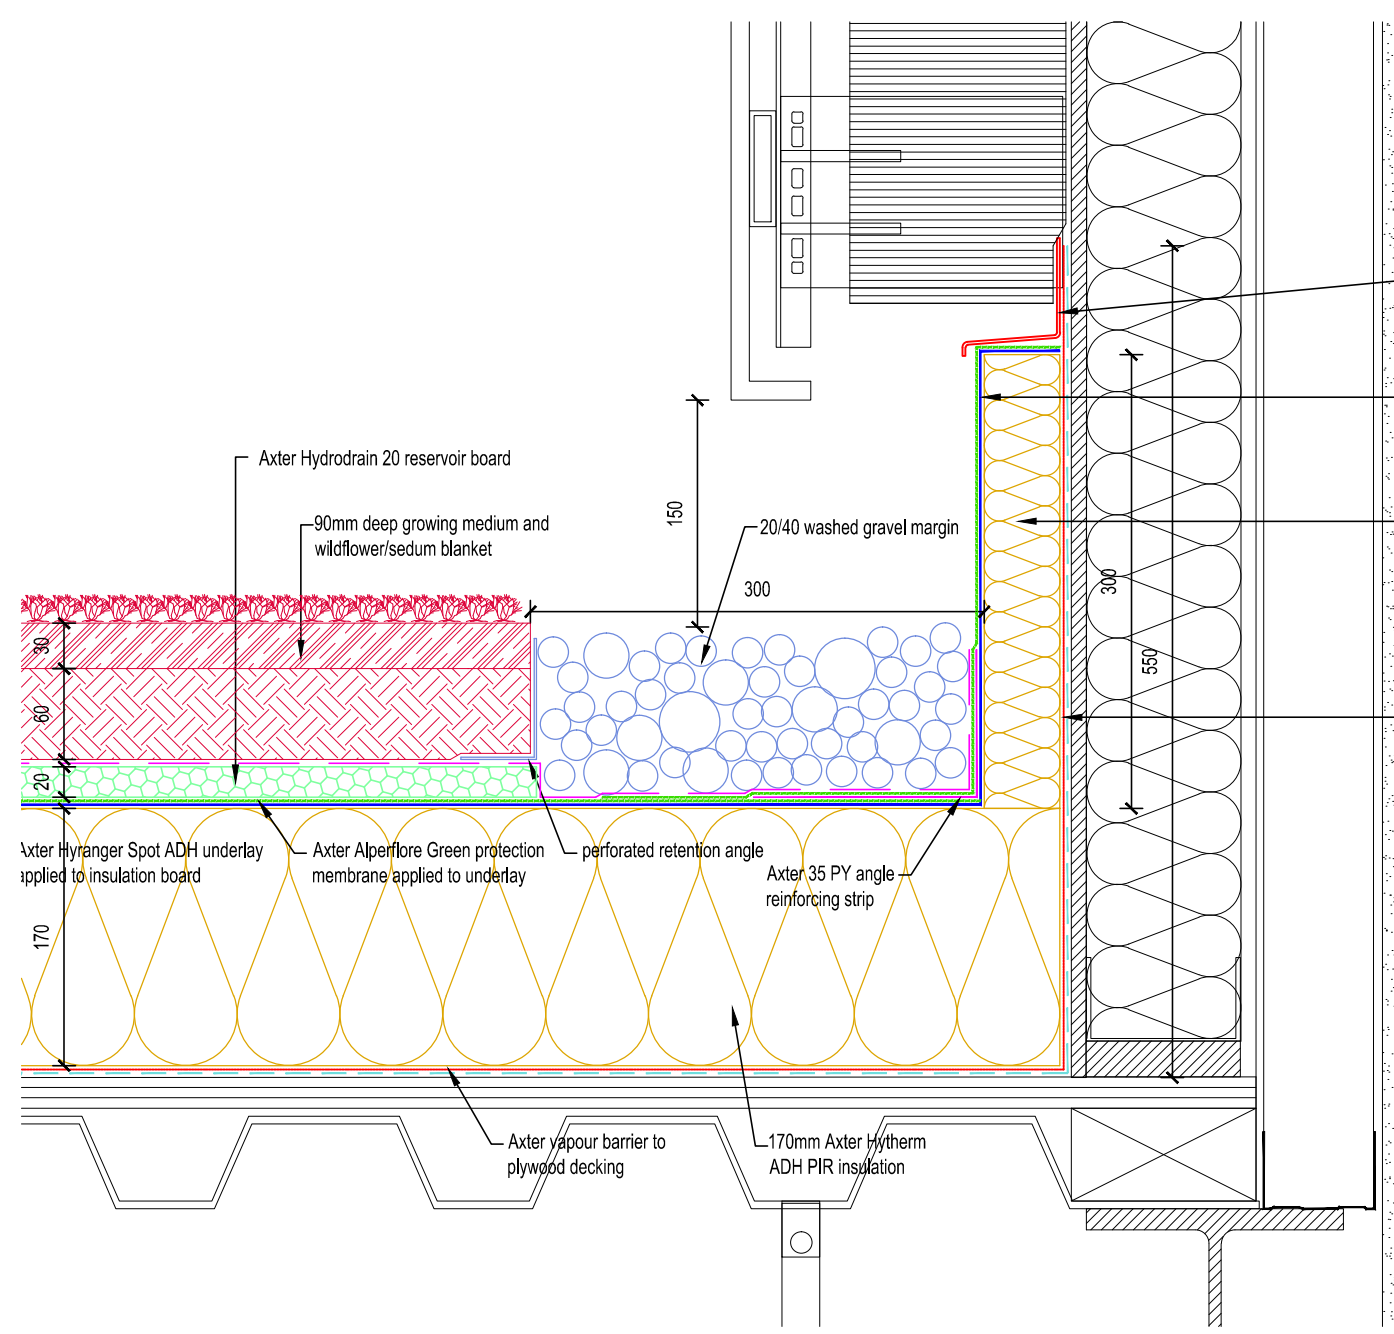 Axter Hydrodrain 20 reservoir board
90mm deep growing medium and
wildflower/sedum blanket
20/40 washed gravel margin
150
300
300
550
30
60
20
170
Axter Hyranger Spot ADH underlay
applied to insulation board
Axter Alperflore Green protection
membrane applied to underlay
perforated retention angle
Axter 35 PY angle
reinforcing strip
Axter vapour barrier to
plywood decking
170mm Axter Hytherm
ADH PIR insulation